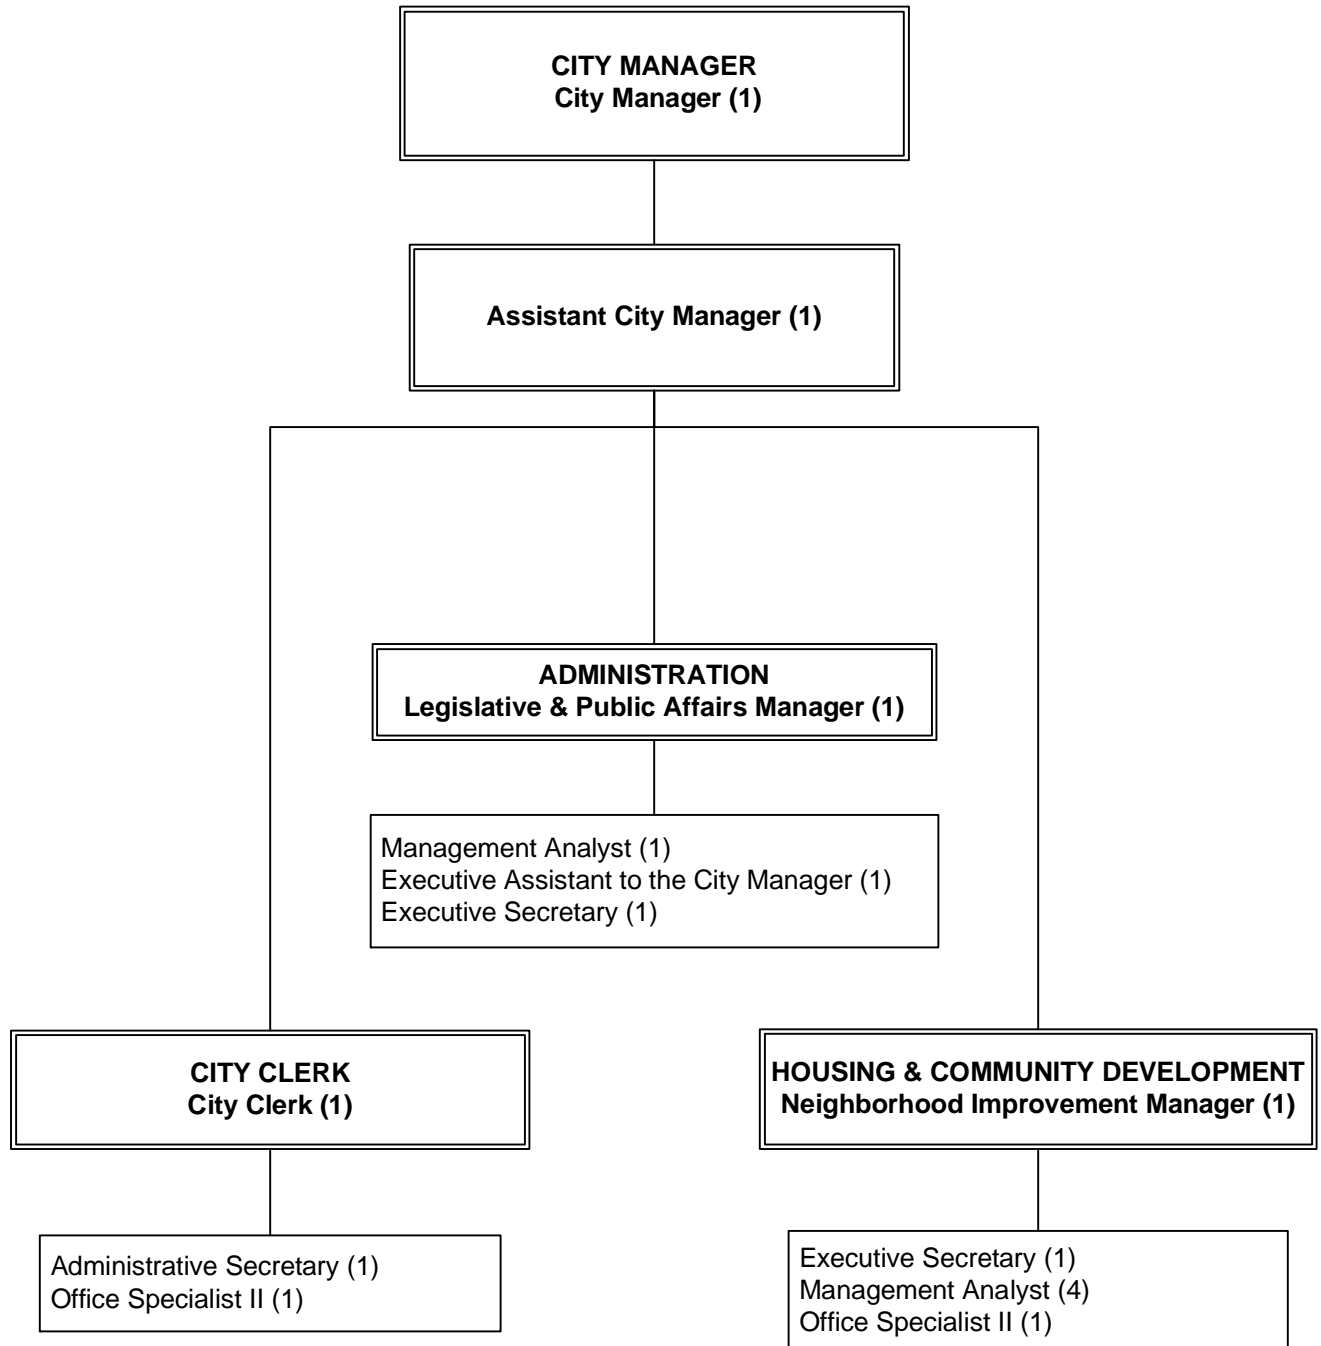 CITY MANAGER
City Manager (1)
Assistant City Manager (1)
ADMINISTRATION
Legislative & Public Affairs Manager (1)
Management Analyst (1)
Executive Assistant to the City Manager (1)
Executive Secretary (1)
CITY CLERK
City Clerk (1)
Administrative Secretary (1)
Office Specialist II (1)
HOUSING & COMMUNITY DEVELOPMENT
Neighborhood Improvement Manager (1)
Executive Secretary (1)
Management Analyst (4)
Office Specialist II (1)